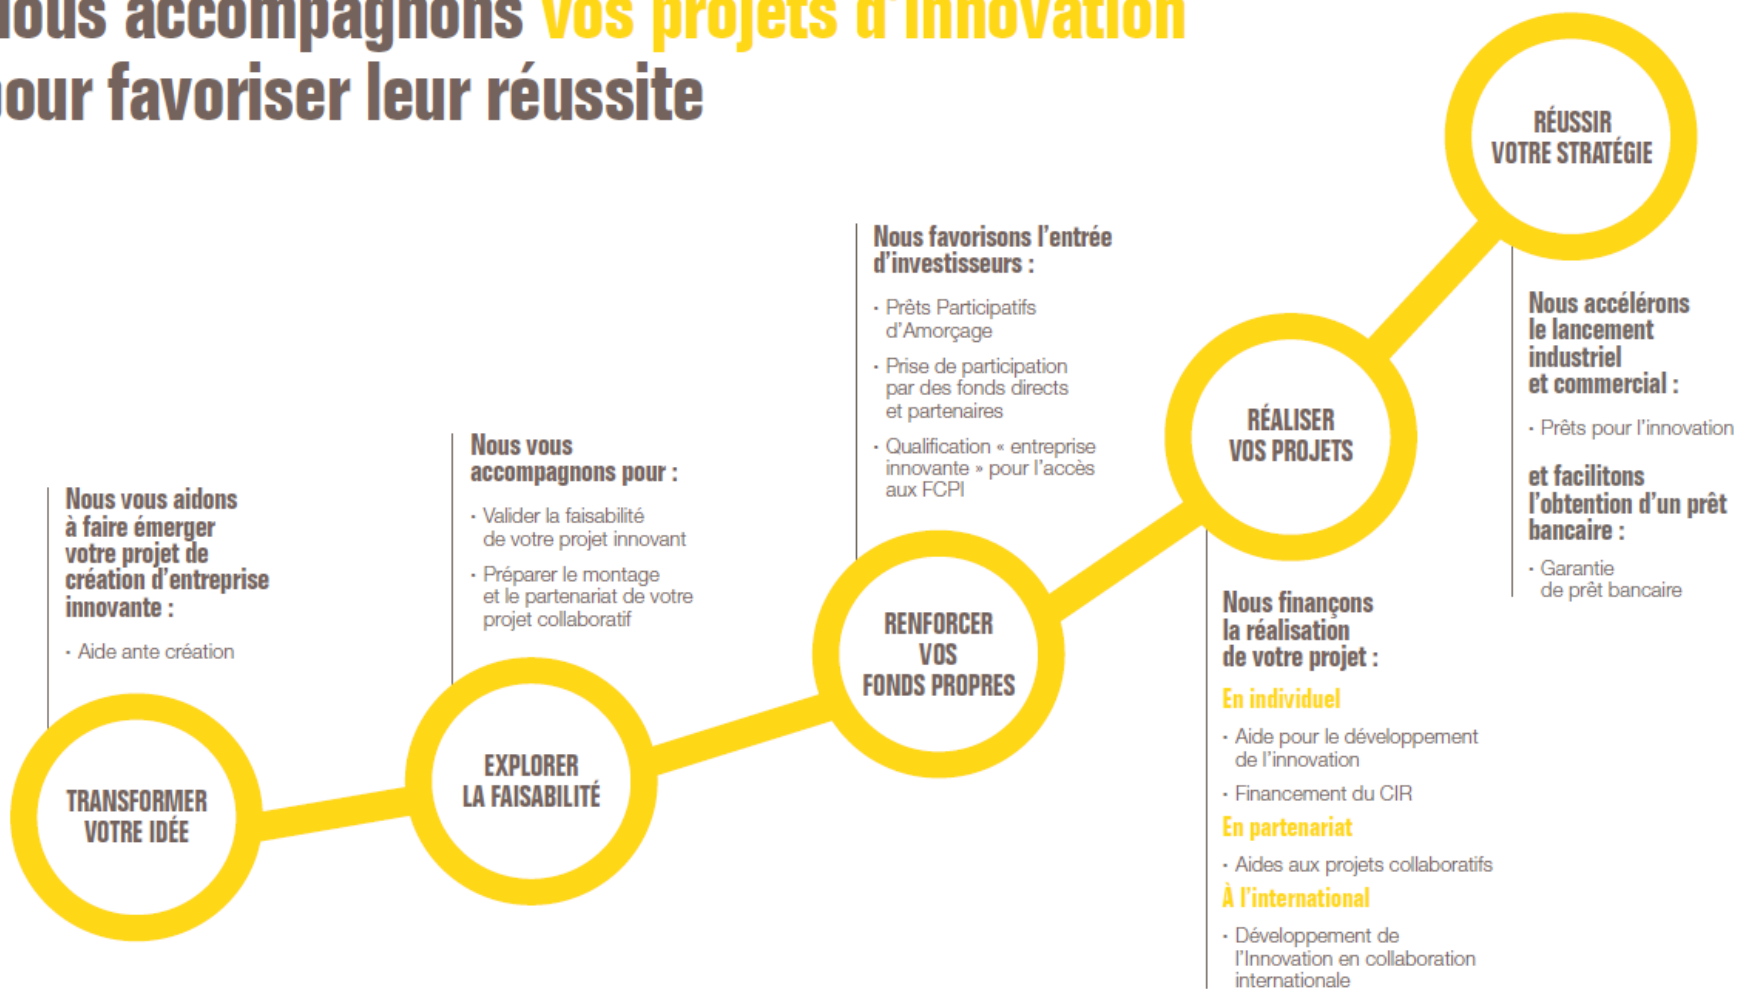 Nous accompagnons vos projets d'innovation
pour favoriser leur réussite
Nous vous aidons
à faire émerger
votre projet de
création d'entreprise
innovante :
· Aide ante création
TRANSFORMER
VOTRE IDÉE
Nous vous
accompagnons pour :
· Valider la faisabilité
de votre projet innovant
· Préparer le montage
et le partenariat de votre
projet collaboratif
EXPLORER
LA FAISABILITÉ
Nous favorisons l'entrée
d'investisseurs :
· Prêts Participatifs
d'Amorçage
· Prise de participation
par des fonds directs
et partenaires
· Qualification « entreprise
innovante » pour l'accès
aux FCPI
RENFORCER
VOS
FONDS PROPRES
RÉALISER
VOS PROJETS
Nous finançons
la réalisation
de votre projet :
En individuel
· Aide pour le développement
de l'innovation
· Financement du CIR
En partenariat
· Aides aux projets collaboratifs
À l'international
· Développement de
l'Innovation en collaboration
internationale
RÉUSSIR
VOTRE STRATÉGIE
Nous accélérons
le lancement
industriel
et commercial :
· Prêts pour l'innovation
et facilitons
l'obtention d'un prêt
bancaire :
· Garantie
de prêt bancaire